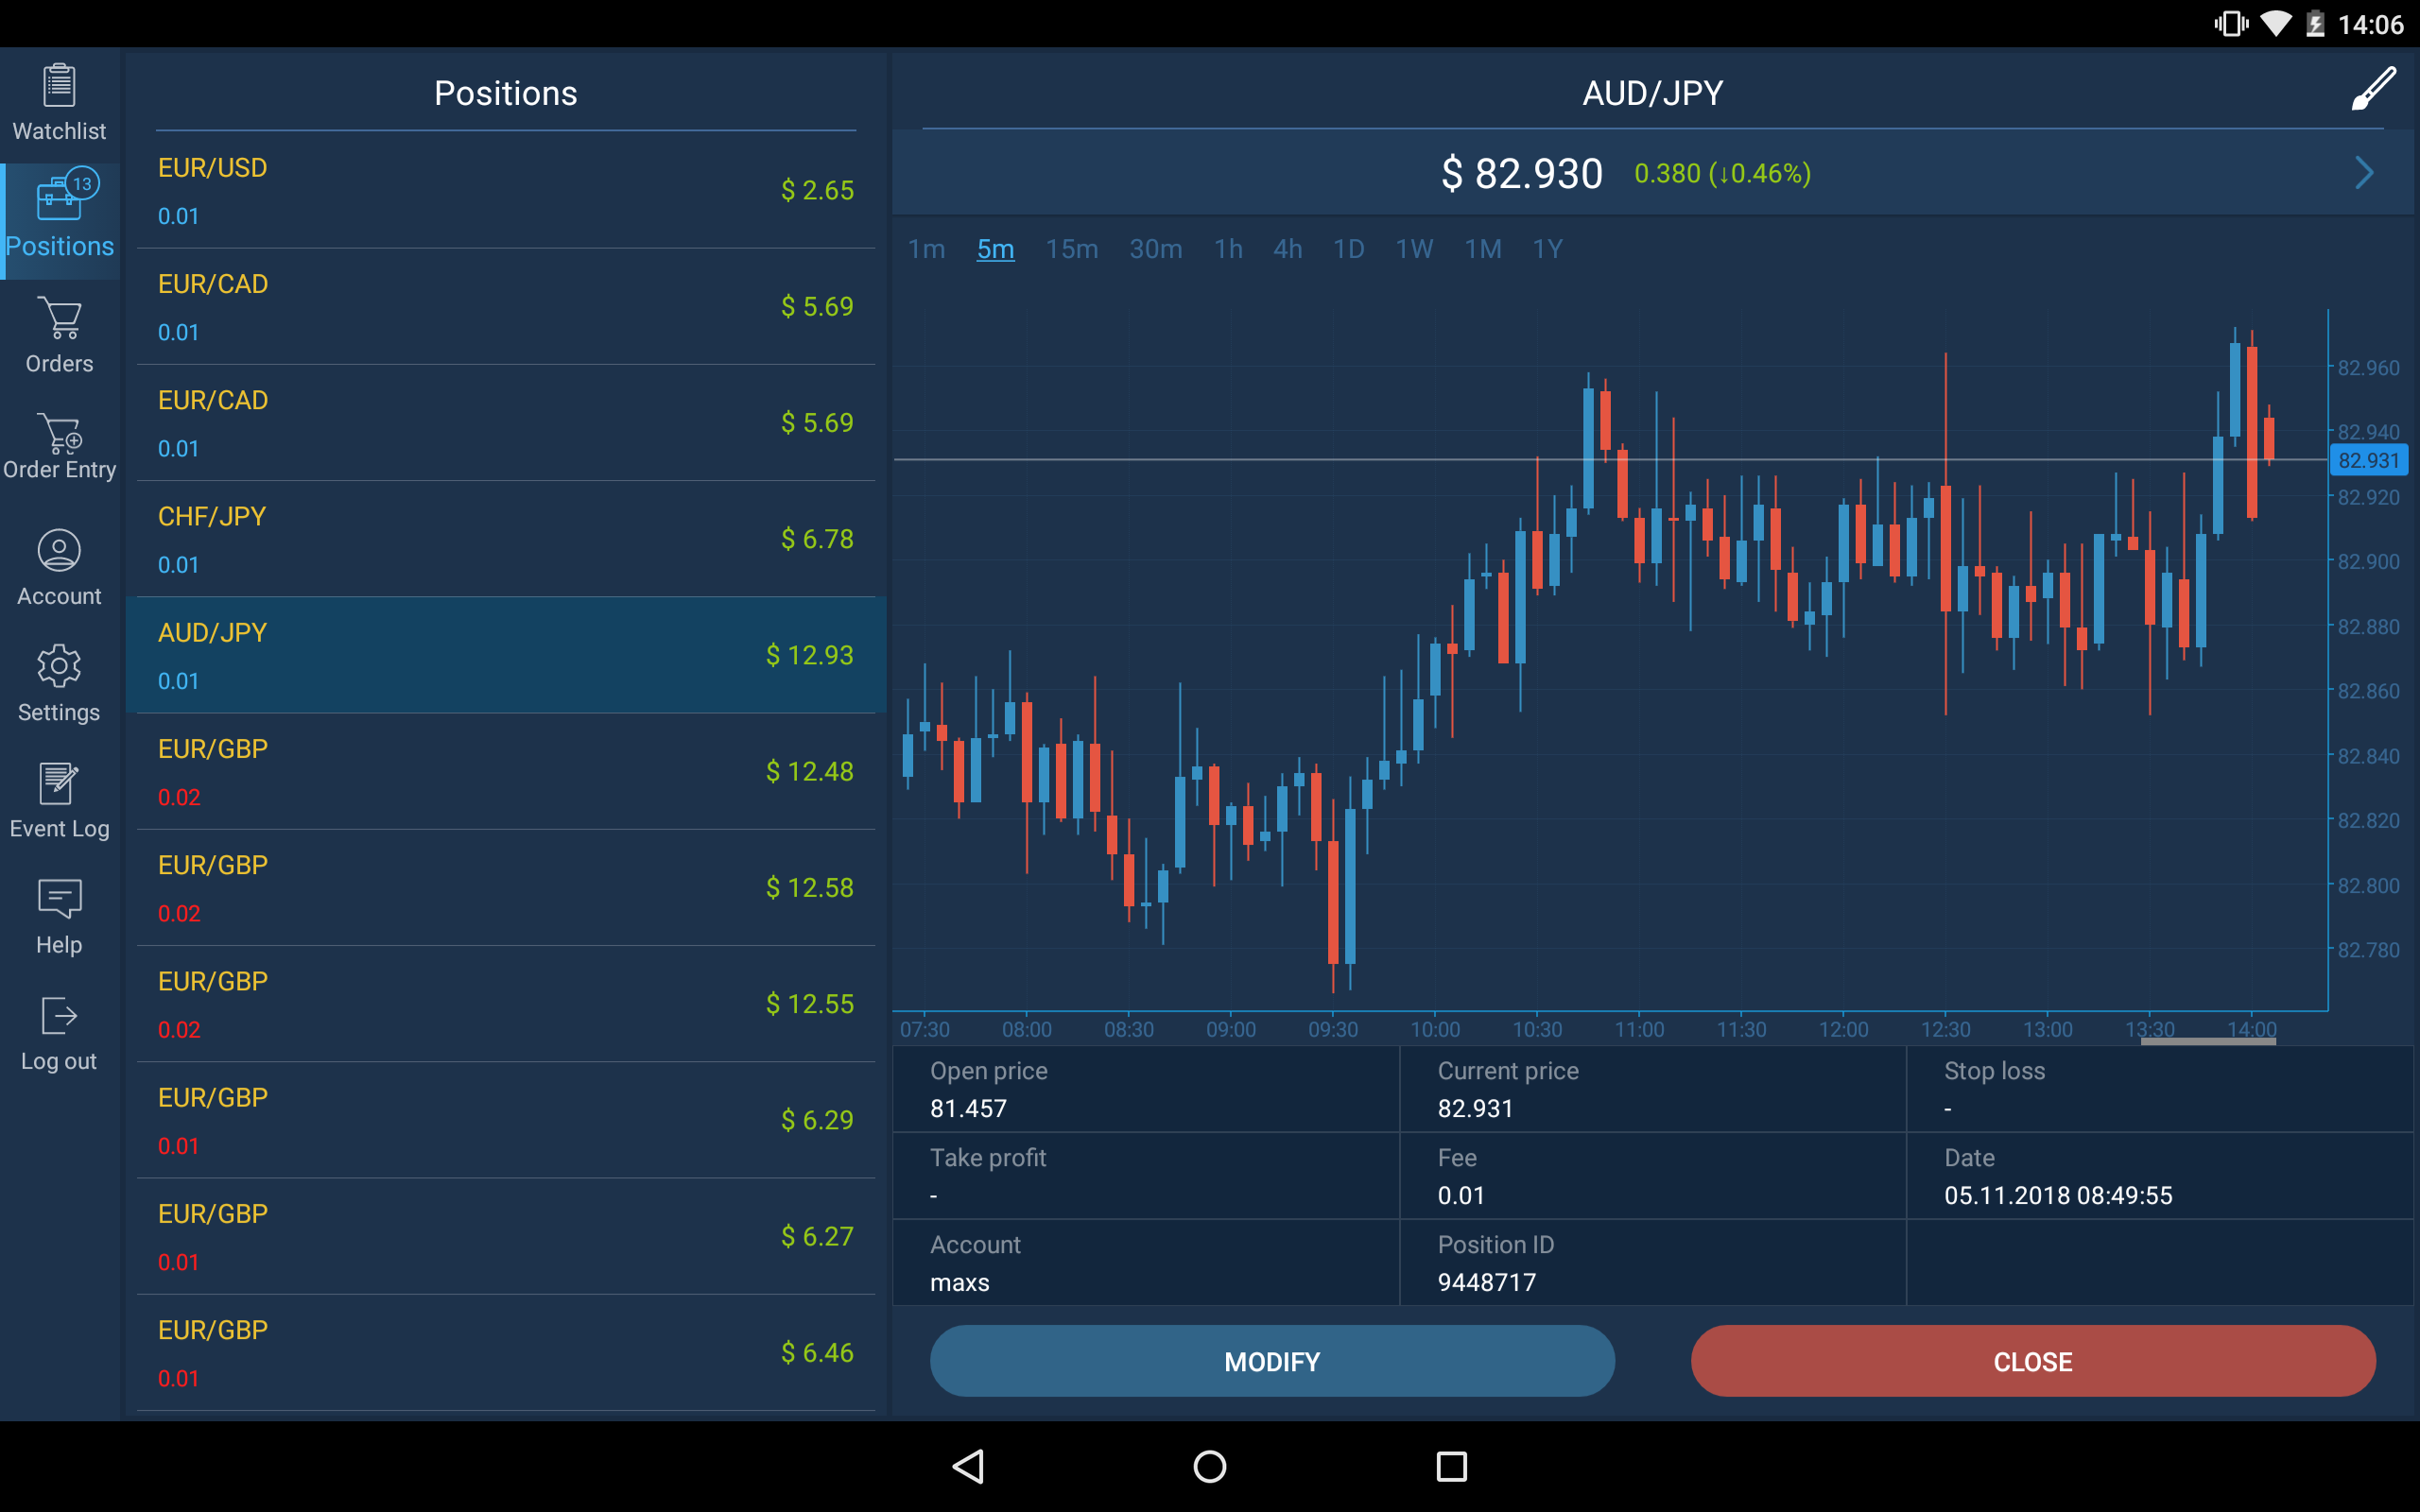 14:06
Watchlist
13
Positions
Orders
Order Entry
Account
Settings
Event Log
Help
Log out
Positions
EUR/USD
0.01
$ 2.65
EUR/CAD
0.01
$ 5.69
EUR/CAD
0.01
$ 5.69
CHF/JPY
0.01
$ 6.78
AUD/JPY
0.01
$ 12.93
EUR/GBP
0.02
$ 12.48
EUR/GBP
0.02
$ 12.58
EUR/GBP
0.02
$ 12.55
EUR/GBP
0.01
$ 6.29
EUR/GBP
0.01
$ 6.27
EUR/GBP
0.01
$ 6.46
AUD/JPY
$ 82.930 0.380 (↓0.46%)
1m 5m 15m 30m 1h 4h 1D 1W 1M 1Y
82.960
82.940
82.931
82.920
82.900
82.880
82.860
82.840
82.820
82.800
82.780
07:30 08:00 08:30 09:00 09:30 10:00 10:30 11:00 11:30 12:00 12:30 13:00 13:30 14:00
Open price
81.457
Current price
82.931
Stop loss
-
Take profit
-
Fee
0.01
Date
05.11.2018 08:49:55
Account
maxs
Position ID
9448717
MODIFY
CLOSE